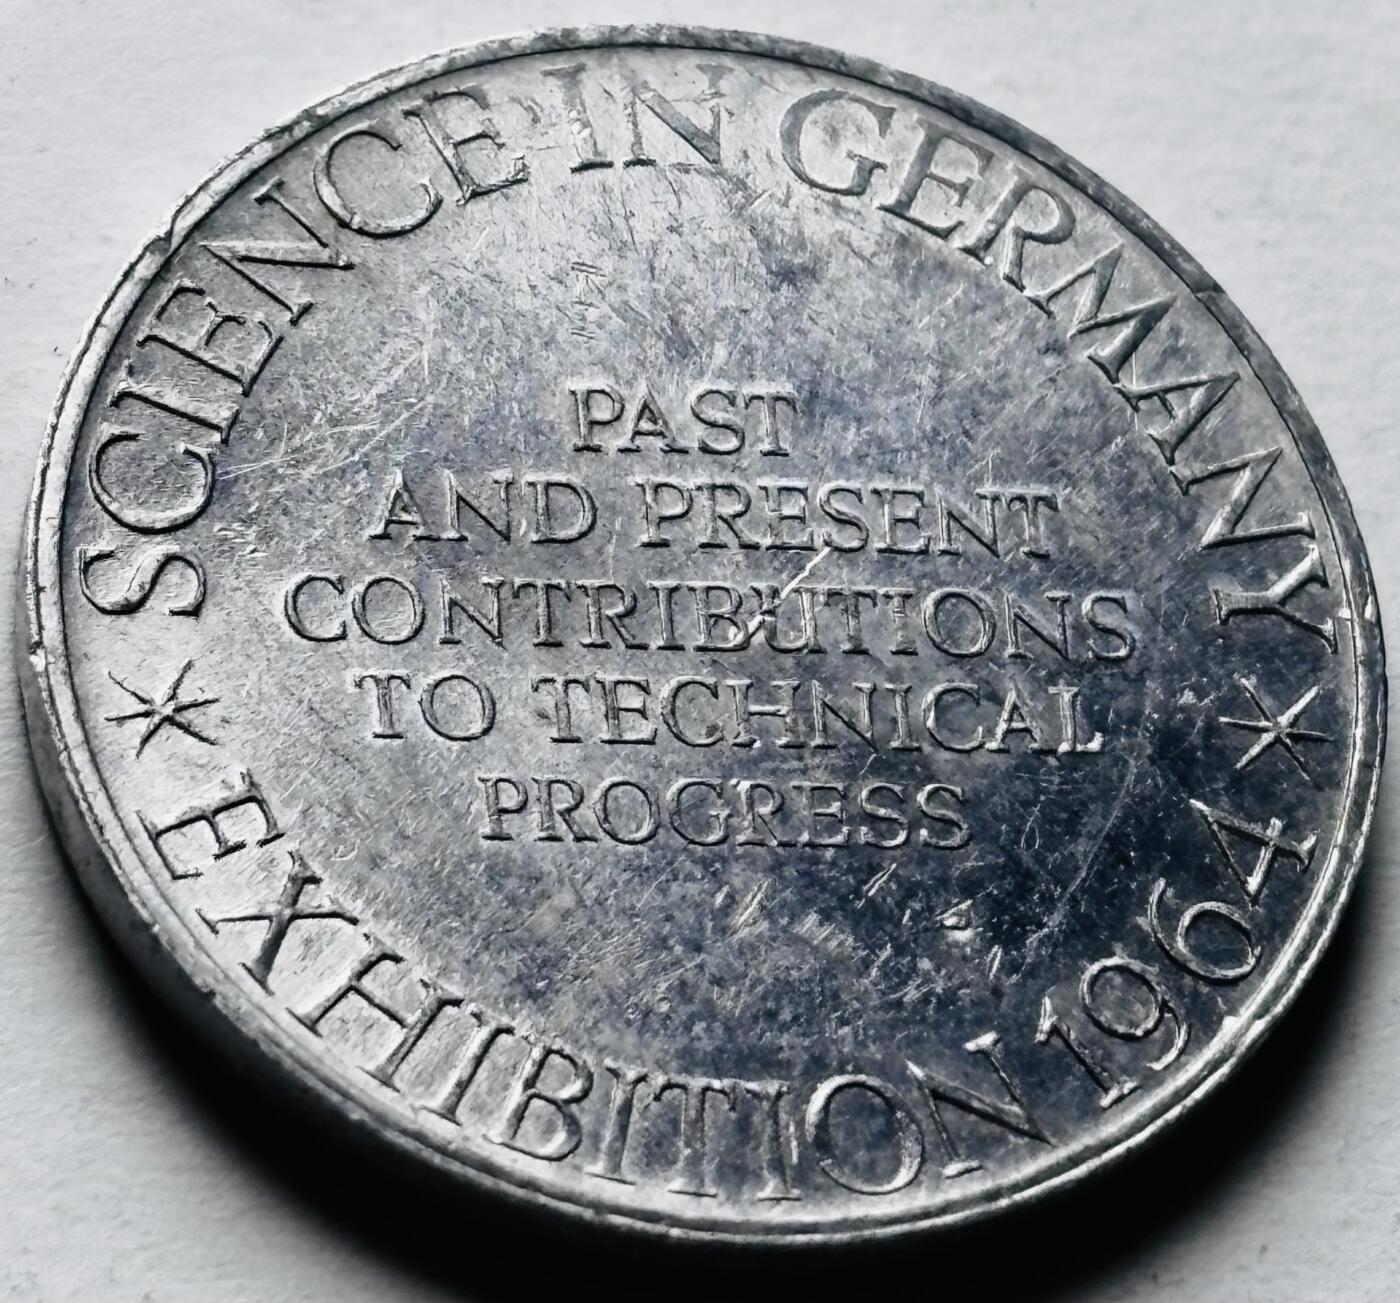 SCIENCE IN GERMANY
PAST
AND PRESENT
CONTRIBUTIONS
TO TECHNICAL
PROGRESS
EXHIBITION 1964